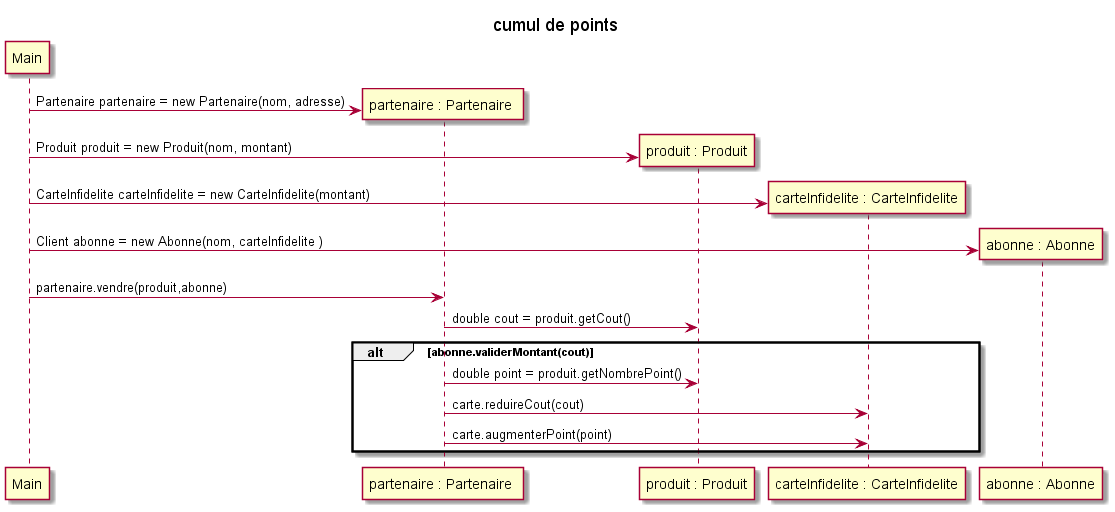 cumul de points
Main
Partenaire partenaire = new Partenaire(nom, adresse)
partenaire : Partenaire
Produit produit = new Produit(nom, montant)
produit : Produit
CarteInfidelite carteInfidelite = new CarteInfidelite(montant)
carteInfidelite : CarteInfidelite
Client abonne = new Abonne(nom, carteInfidelite )
abonne : Abonne
partenaire.vendre(produit,abonne)
double cout = produit.getCout()
alt [abonne.validerMontant(cout)]
double point = produit.getNombrePoint()
carte.reduireCout(cout)
carte.augmenterPoint(point)
Main partenaire : Partenaire produit : Produit carteInfidelite : CarteInfidelite abonne : Abonne